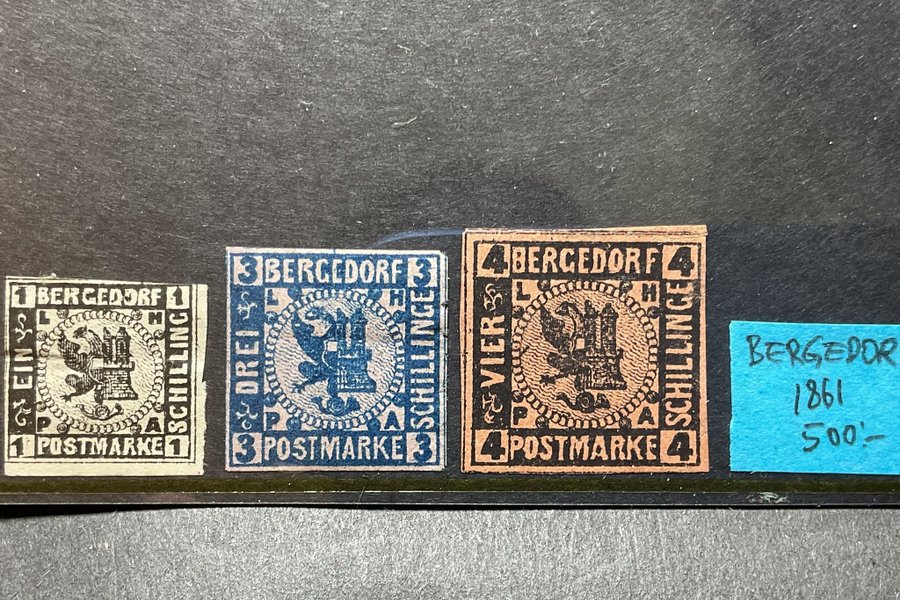 1 BERGEDORF 1
L H
EIN
SCHILLING
P A
1 POSTMARKE 1
3 BERGEDORF 3
L H
DREI
SCHILLINGE
P A
3 POSTMARKE 3
4 BERGEDORF 4
L H
VIER
SCHILLINGE
P A
4 POSTMARKE 4
BERGEDOR
1861
500:-